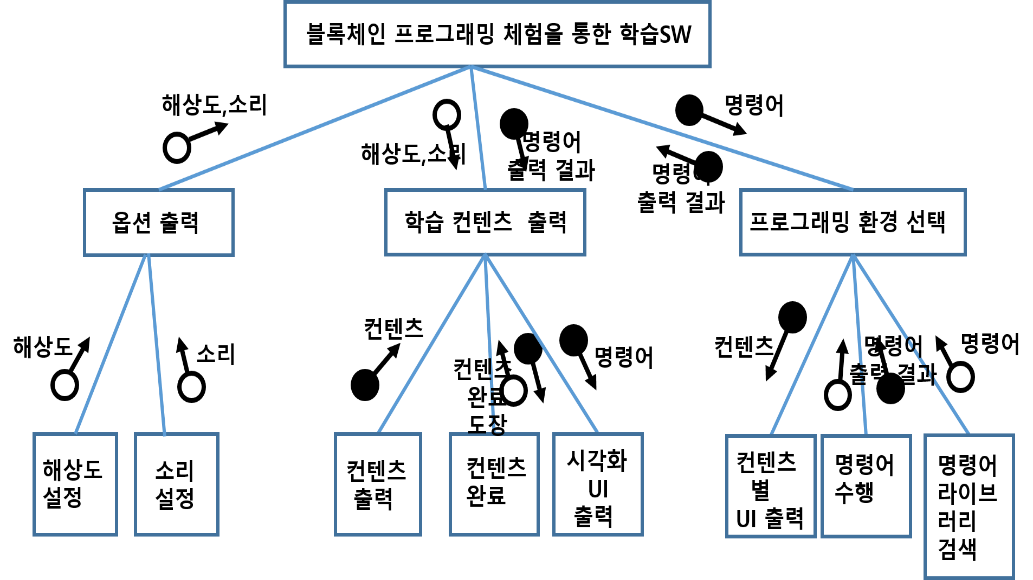 블록체인 프로그래밍 체험을 통한 학습SW
해상도,소리
해상도,소리
명령어
출력 결과
명령어
명령어
출력 결과
옵션 출력
학습 컨텐츠 출력
프로그래밍 환경 선택
해상도
소리
컨텐츠
컨텐츠
완료
도장
명령어
컨텐츠
명령어
출력 결과
명령어
해상도
설정
소리
설정
컨텐츠
출력
컨텐츠
완료
시각화
UI
출력
컨텐츠
별
UI 출력
명령어
수행
명령어
라이브
러리
검색